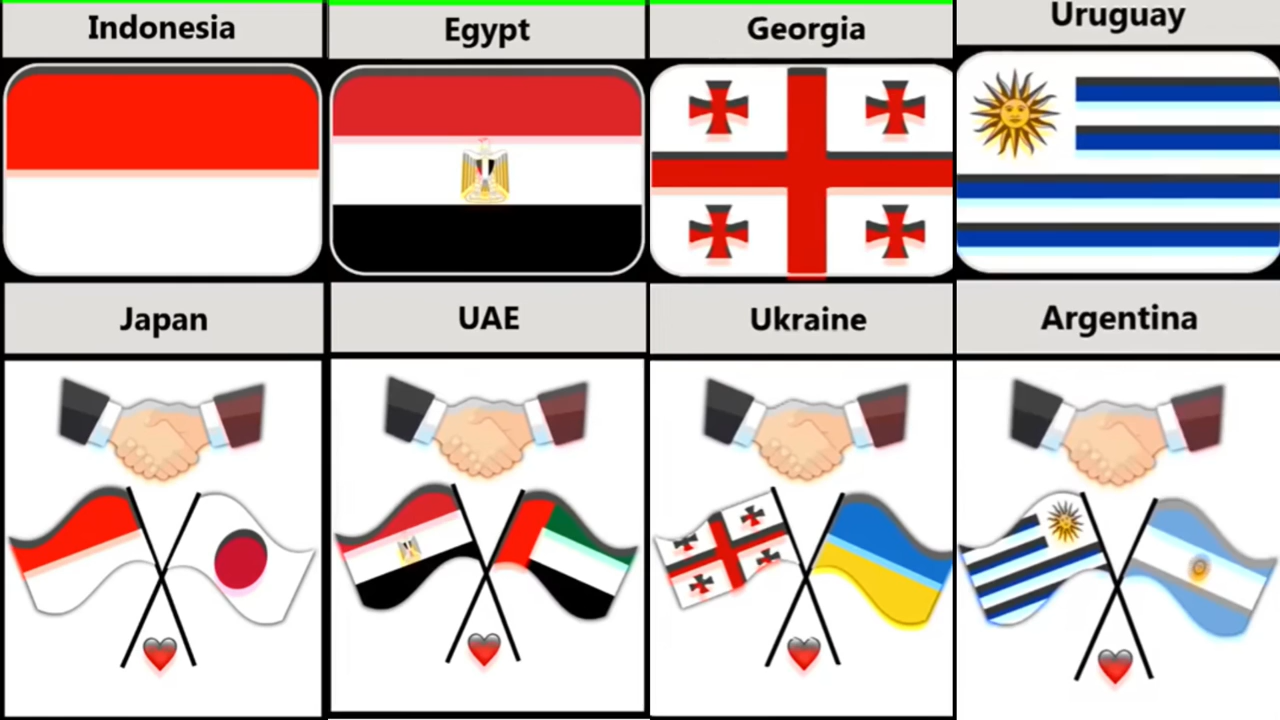 Indonesia
Egypt
Georgia
Uruguay
Japan
UAE
Ukraine
Argentina